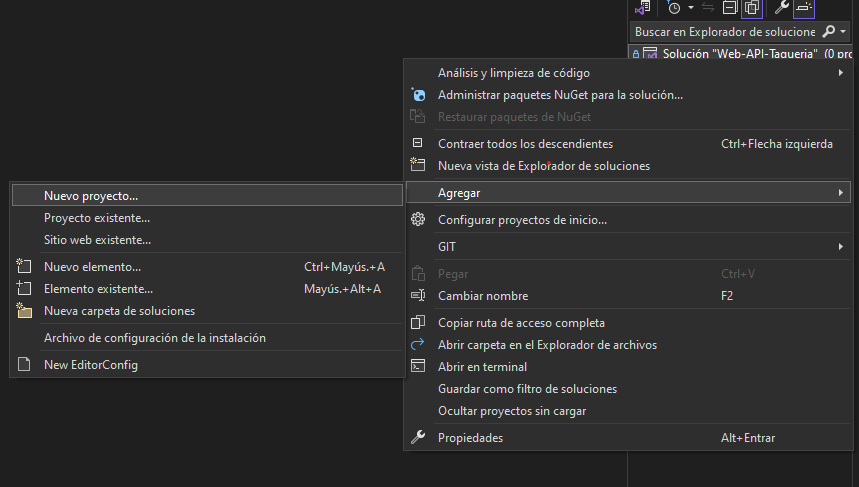 Buscar en Explorador de solucione
Solución "Web-API-Taqueria" (0 pro
Análisis y limpieza de código
Administrar paquetes NuGet para la solución...
Restaurar paquetes de NuGet
Contraer todos los descendientes Ctrl+Flecha izquierda
Nueva vista de Explorador de soluciones
Agregar
Configurar proyectos de inicio...
GIT
Pegar Ctrl+V
Cambiar nombre F2
Copiar ruta de acceso completa
Abrir carpeta en el Explorador de archivos
Abrir en terminal
Guardar como filtro de soluciones
Ocultar proyectos sin cargar
Propiedades Alt+Entrar
Nuevo proyecto...
Proyecto existente...
Sitio web existente...
Nuevo elemento... Ctrl+Mayús.+A
Elemento existente... Mayús.+Alt+A
Nueva carpeta de soluciones
Archivo de configuración de la instalación
New EditorConfig